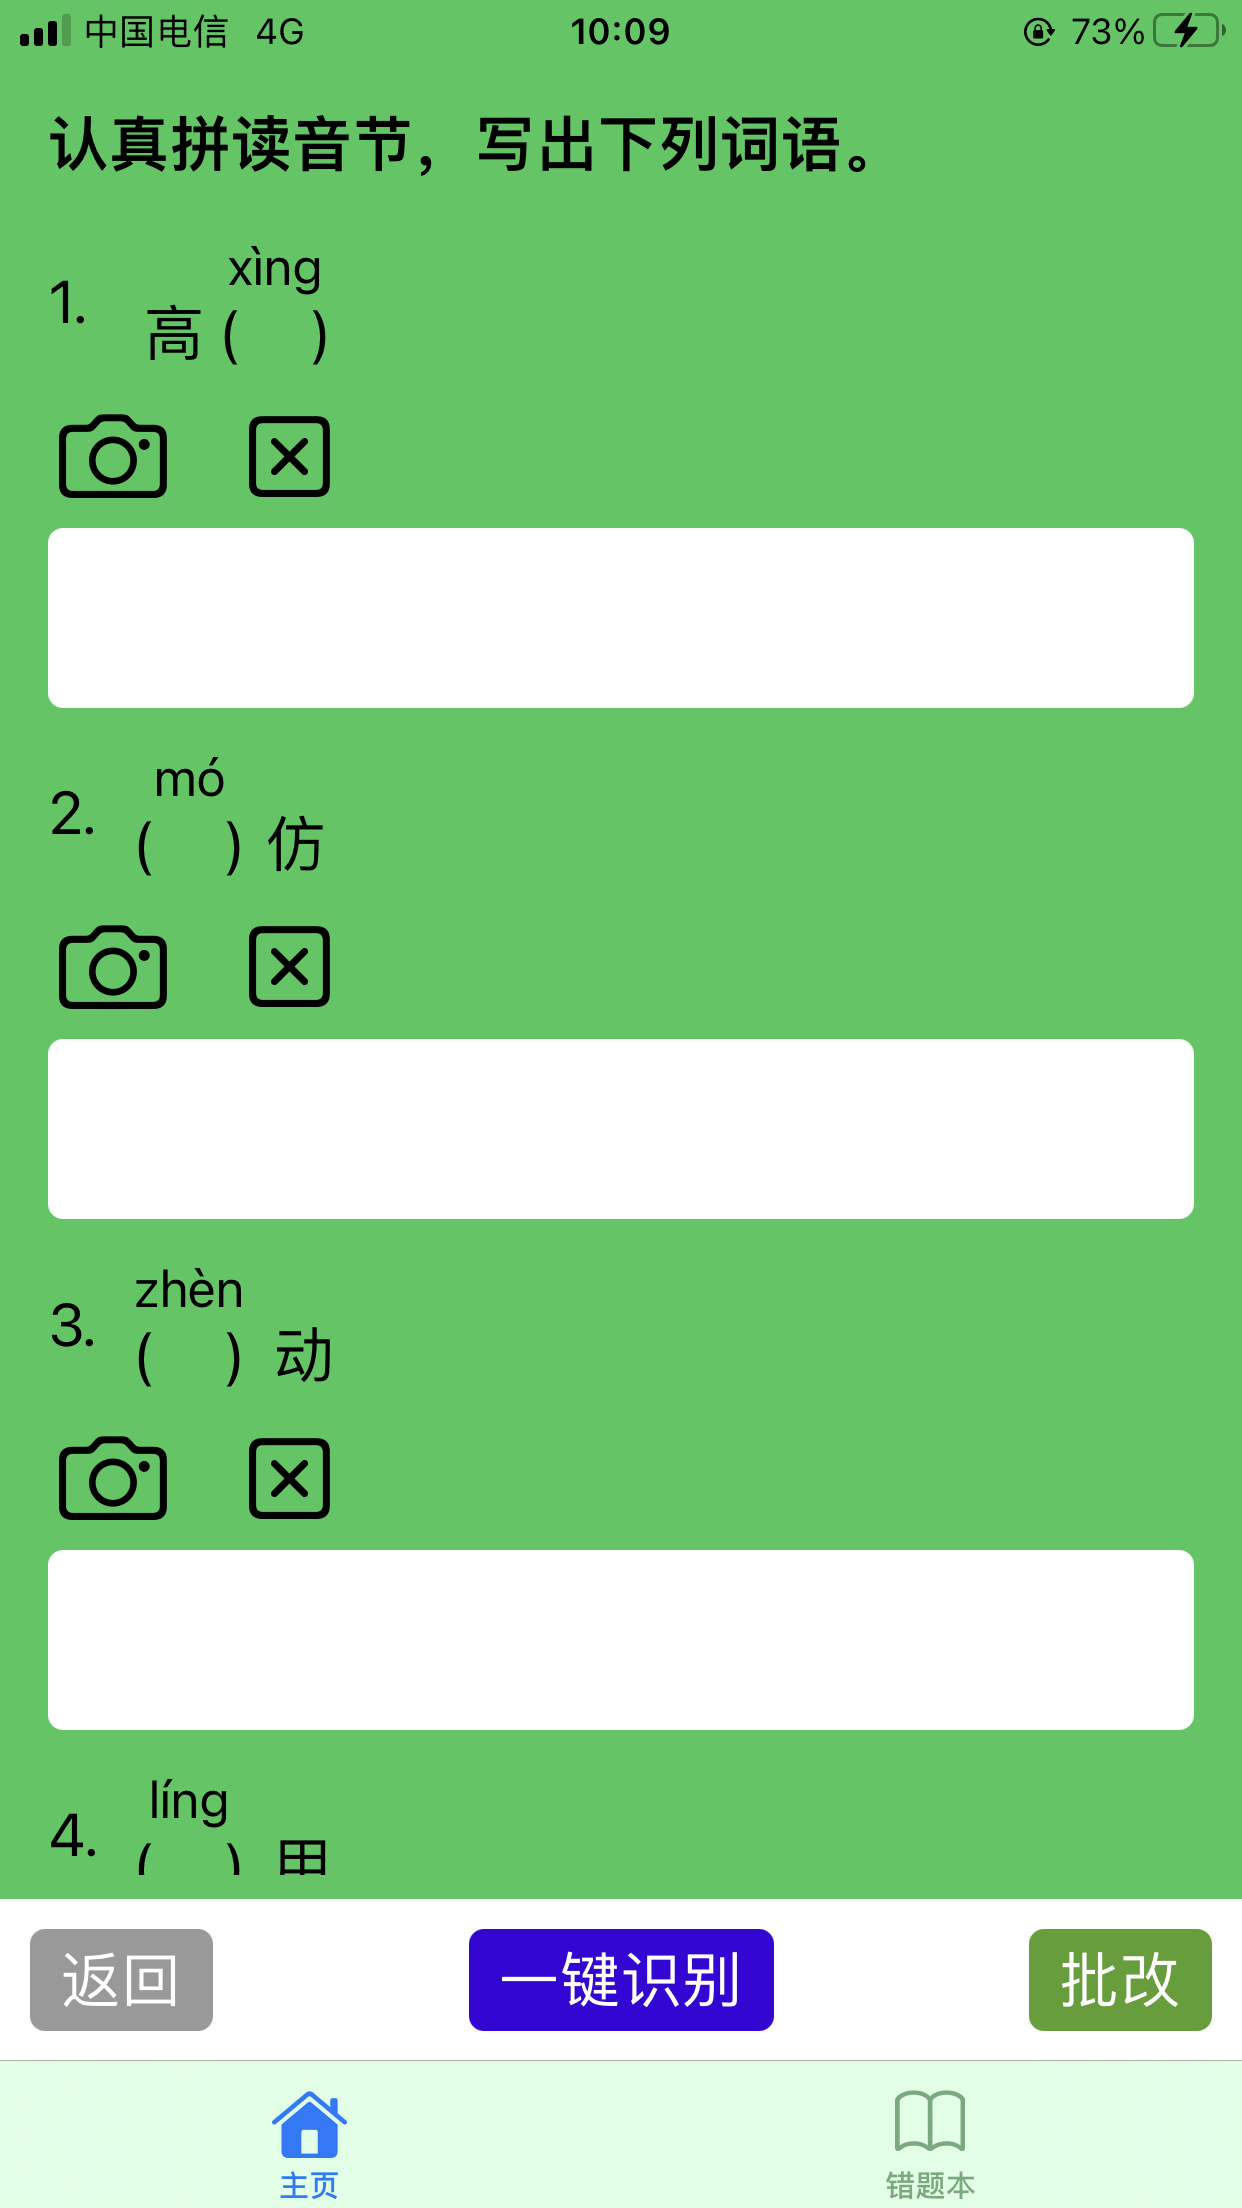 中国电信 4G 10:09 73%
认真拼读音节，写出下列词语。
xìng
1. 高 ( )
mó
2. ( ) 仿
zhèn
3. ( ) 动
líng
4. ( )
返回 一键识别 批改
主页 错题本